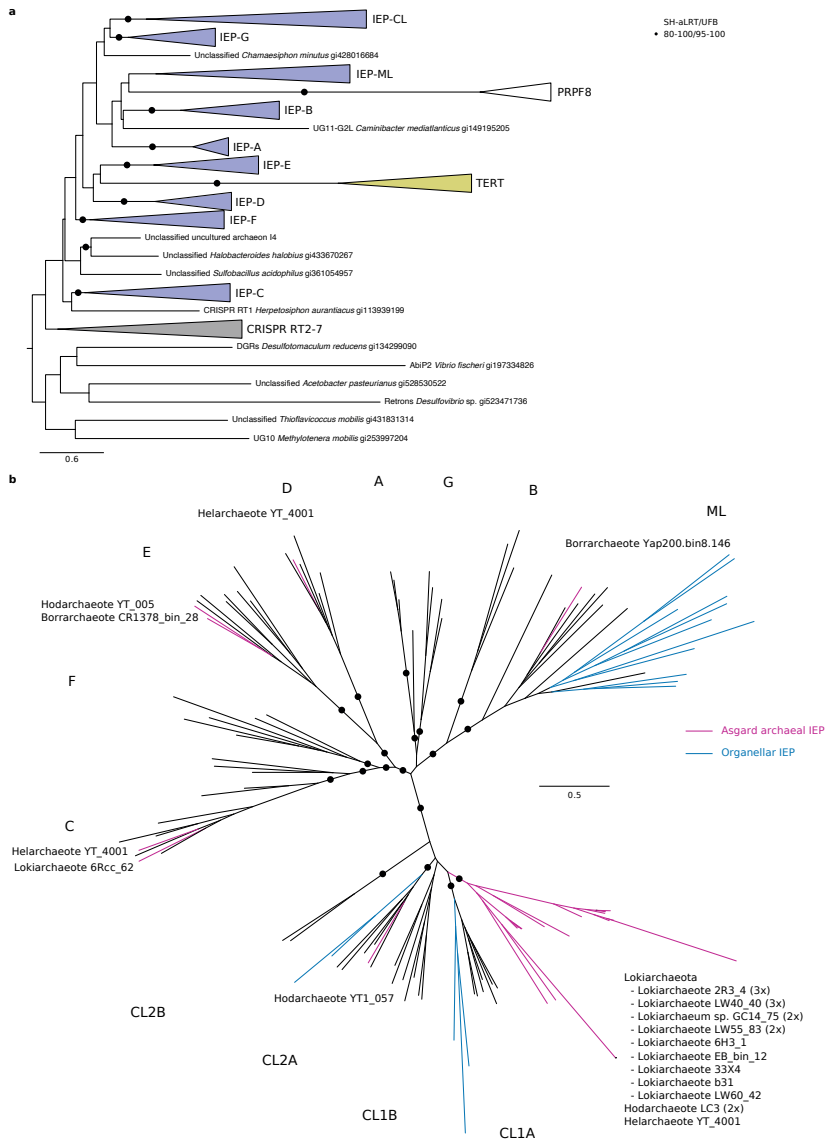 a
SH-aLRT/UFB
• 80-100/95-100
IEP-CL
IEP-G
Unclassified Chamaesiphon minutus gi428016684
IEP-ML
PRPF8
IEP-B
UG11-G2L Caminibacter mediatlanticus gi149195205
IEP-A
IEP-E
TERT
IEP-D
IEP-F
Unclassified uncultured archaeon I4
Unclassified Halobacteroides halobius gi433670267
Unclassified Sulfobacillus acidophilus gi361054957
IEP-C
CRISPR RT1 Herpetosiphon aurantiacus gi113939199
CRISPR RT2-7
DGRs Desulfotomaculum reducens gi134299090
AbiP2 Vibrio fischeri gi197334826
Unclassified Acetobacter pasteurianus gi528530522
Retrons Desulfovibrio sp. gi523471736
Unclassified Thioflavicoccus mobilis gi431831314
UG10 Methylotenera mobilis gi253997204
0.6
b
A
G
B
D
ML
Helarchaeote YT_4001
Borrarchaeote Yap200.bin8.146
E
Hodarchaeote YT_005
Borrarchaeote CR1378_bin_28
F
Asgard archaeal IEP
Organellar IEP
0.5
C
Helarchaeote YT_4001
Lokiarchaeote 6Rcc_62
Hodarchaeote YT1_057
CL2B
CL2A
CL1B
CL1A
Lokiarchaeota
- Lokiarchaeote 2R3_4 (3x)
- Lokiarchaeote LW40_40 (3x)
- Lokiarchaeum sp. GC14_75 (2x)
- Lokiarchaeote LW55_83 (2x)
- Lokiarchaeote 6H3_1
- Lokiarchaeote EB_bin_12
- Lokiarchaeote 33X4
- Lokiarchaeote b31
- Lokiarchaeote LW60_42
Hodarchaeote LC3 (2x)
Helarchaeote YT_4001